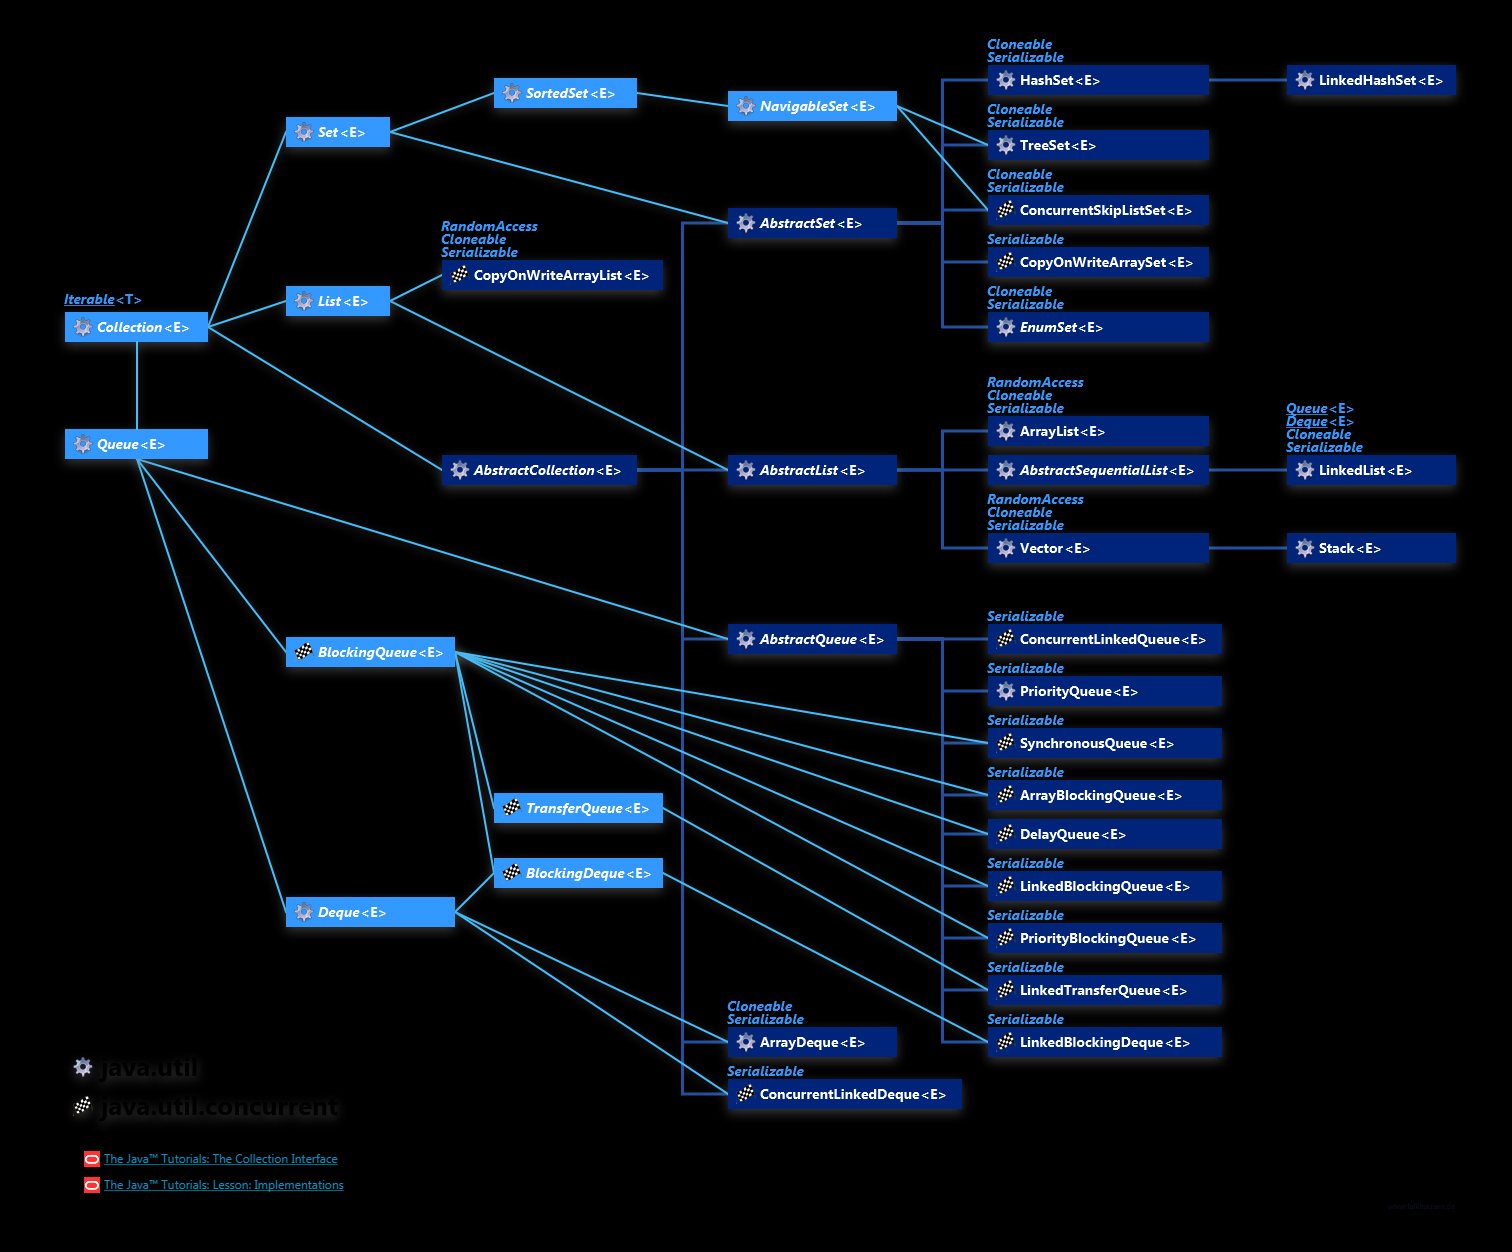 Cloneable
Serializable
HashSet<E>
LinkedHashSet<E>
SortedSet<E>
NavigableSet<E>
Cloneable
Serializable
Set<E>
TreeSet<E>
Cloneable
Serializable
ConcurrentSkipListSet<E>
AbstractSet<E>
RandomAccess
Cloneable
Serializable
CopyOnWriteArrayList<E>
Serializable
CopyOnWriteArraySet<E>
Iterable<T>
Collection<E>
List<E>
Cloneable
Serializable
EnumSet<E>
RandomAccess
Cloneable
Serializable
ArrayList<E>
Queue<E>
Deque<E>
Cloneable
Serializable
LinkedList<E>
Queue<E>
AbstractCollection<E>
AbstractList<E>
AbstractSequentialList<E>
RandomAccess
Cloneable
Serializable
Vector<E>
Stack<E>
BlockingQueue<E>
AbstractQueue<E>
Serializable
ConcurrentLinkedQueue<E>
Serializable
PriorityQueue<E>
Serializable
SynchronousQueue<E>
Serializable
ArrayBlockingQueue<E>
TransferQueue<E>
DelayQueue<E>
BlockingDeque<E>
Serializable
LinkedBlockingQueue<E>
Deque<E>
Serializable
PriorityBlockingQueue<E>
Serializable
LinkedTransferQueue<E>
Cloneable
Serializable
ArrayDeque<E>
Serializable
LinkedBlockingDeque<E>
Serializable
ConcurrentLinkedDeque<E>
java.util
java.util.concurrent
The Java™ Tutorials: The Collection Interface
The Java™ Tutorials: Lesson: Implementations